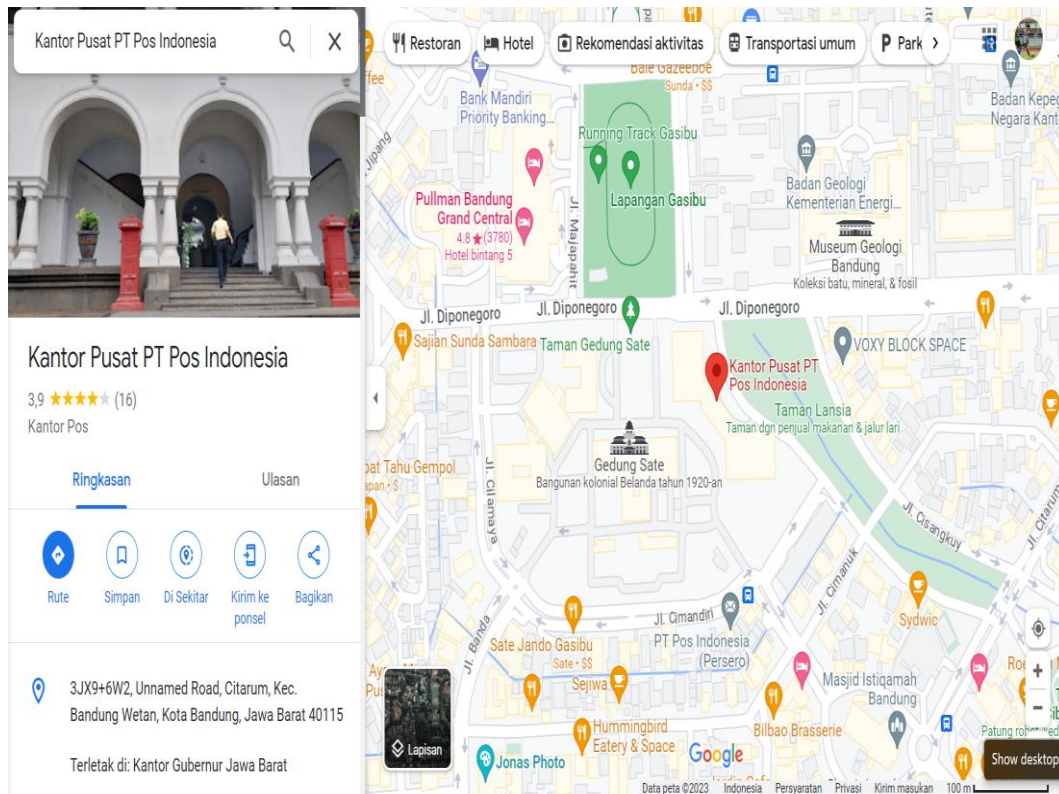 Kantor Pusat PT Pos Indonesia
Restoran
Hotel
Rekomendasi aktivitas
Transportasi umum
Park
Kantor Pusat PT Pos Indonesia
3,9
(16)
Kantor Pos
Ringkasan
Ulasan
Rute
Simpan
Di Sekitar
Kirim ke
ponsel
Bagikan
3JX9+6W2, Unnamed Road, Citarum, Kec.
Bandung Wetan, Kota Bandung, Jawa Barat 40115
Terletak di: Kantor Gubernur Jawa Barat
Bale Gazeeboe
Sunda • $$
Bank Mandiri
Priority Banking...
Running Track Gasibu
Lapangan Gasibu
Pullman Bandung
Grand Central
4.8 ★ (3780)
Hotel bintang 5
Jl. Majapahit
Badan Geologi
Kementerian Energi...
Museum Geologi
Bandung
Koleksi batu, mineral, & fosil
Negara Kant
Jl. Diponegoro
Jl. Diponegoro
Jl. Diponegoro
Sajian Sunda Sambara
Taman Gedung Sate
VOXY BLOCK SPACE
Kantor Pusat PT
Pos Indonesia
Taman Lansia
Taman dgn penjual makanan & jalur lari
Gedung Sate
Bangunan kolonial Belanda tahun 1920-an
pat Tahu Gempol
Jl. Cilamaya
Jl. Cisangkuy
Jl. Citarum
Jl. Cimanuk
Jl. Cimandiri
PT Pos Indonesia
(Persero)
Sydwic
Jl. Banda
Sate Jando Gasibu
Sate • $$
Sejiwa
Masjid Istiqamah
Bandung
Bilbao Brasserie
Hummingbird
Eatery & Space
Jonas Photo
Lapisan
Google
Show desktop
Data peta ©2023
Indonesia
Persyaratan
Privasi
Kirim masukan
100 m